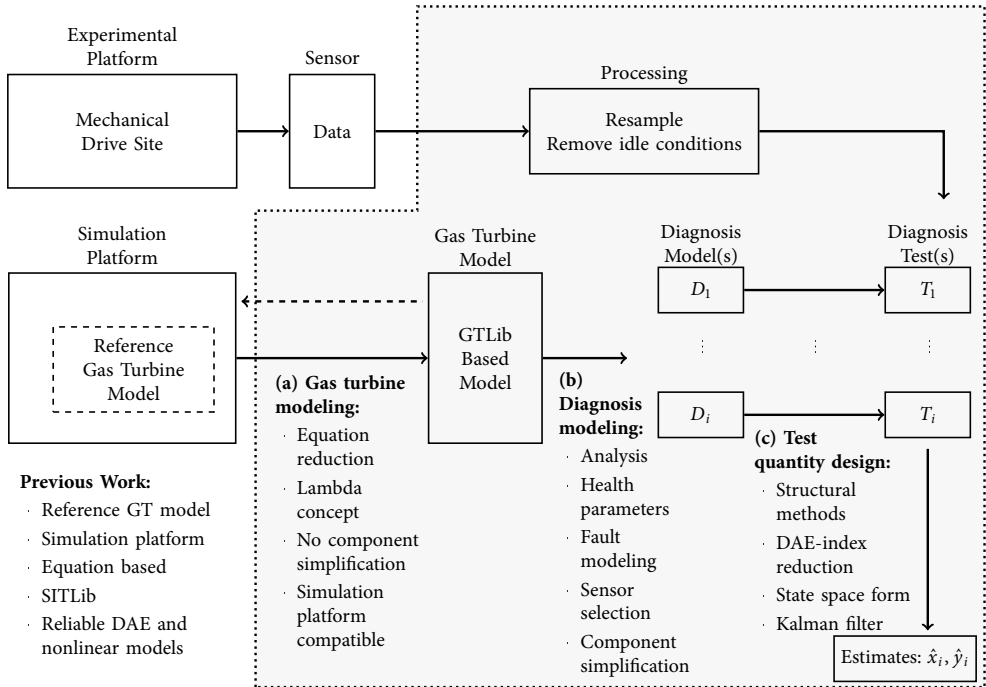 Experimental
Platform
Mechanical
Drive Site
Sensor
Data
Processing
Resample
Remove idle conditions
Simulation
Platform
Reference
Gas Turbine
Model
Gas Turbine
Model
GTLib
Based
Model
Diagnosis
Model(s)
D₁
⋮
Dᵢ
Diagnosis
Test(s)
T₁
⋮
Tᵢ
Previous Work:
· Reference GT model
· Simulation platform
· Equation based
· SITLib
· Reliable DAE and
nonlinear models
(a) Gas turbine
modeling:
· Equation
reduction
· Lambda
concept
· No component
simplification
· Simulation
platform
compatible
(b)
Diagnosis
modeling:
· Analysis
· Health
parameters
· Fault
modeling
· Sensor
selection
· Component
simplification
(c) Test
quantity design:
· Structural
methods
· DAE-index
reduction
· State space form
· Kalman filter
Estimates: x̂ᵢ, ŷᵢ